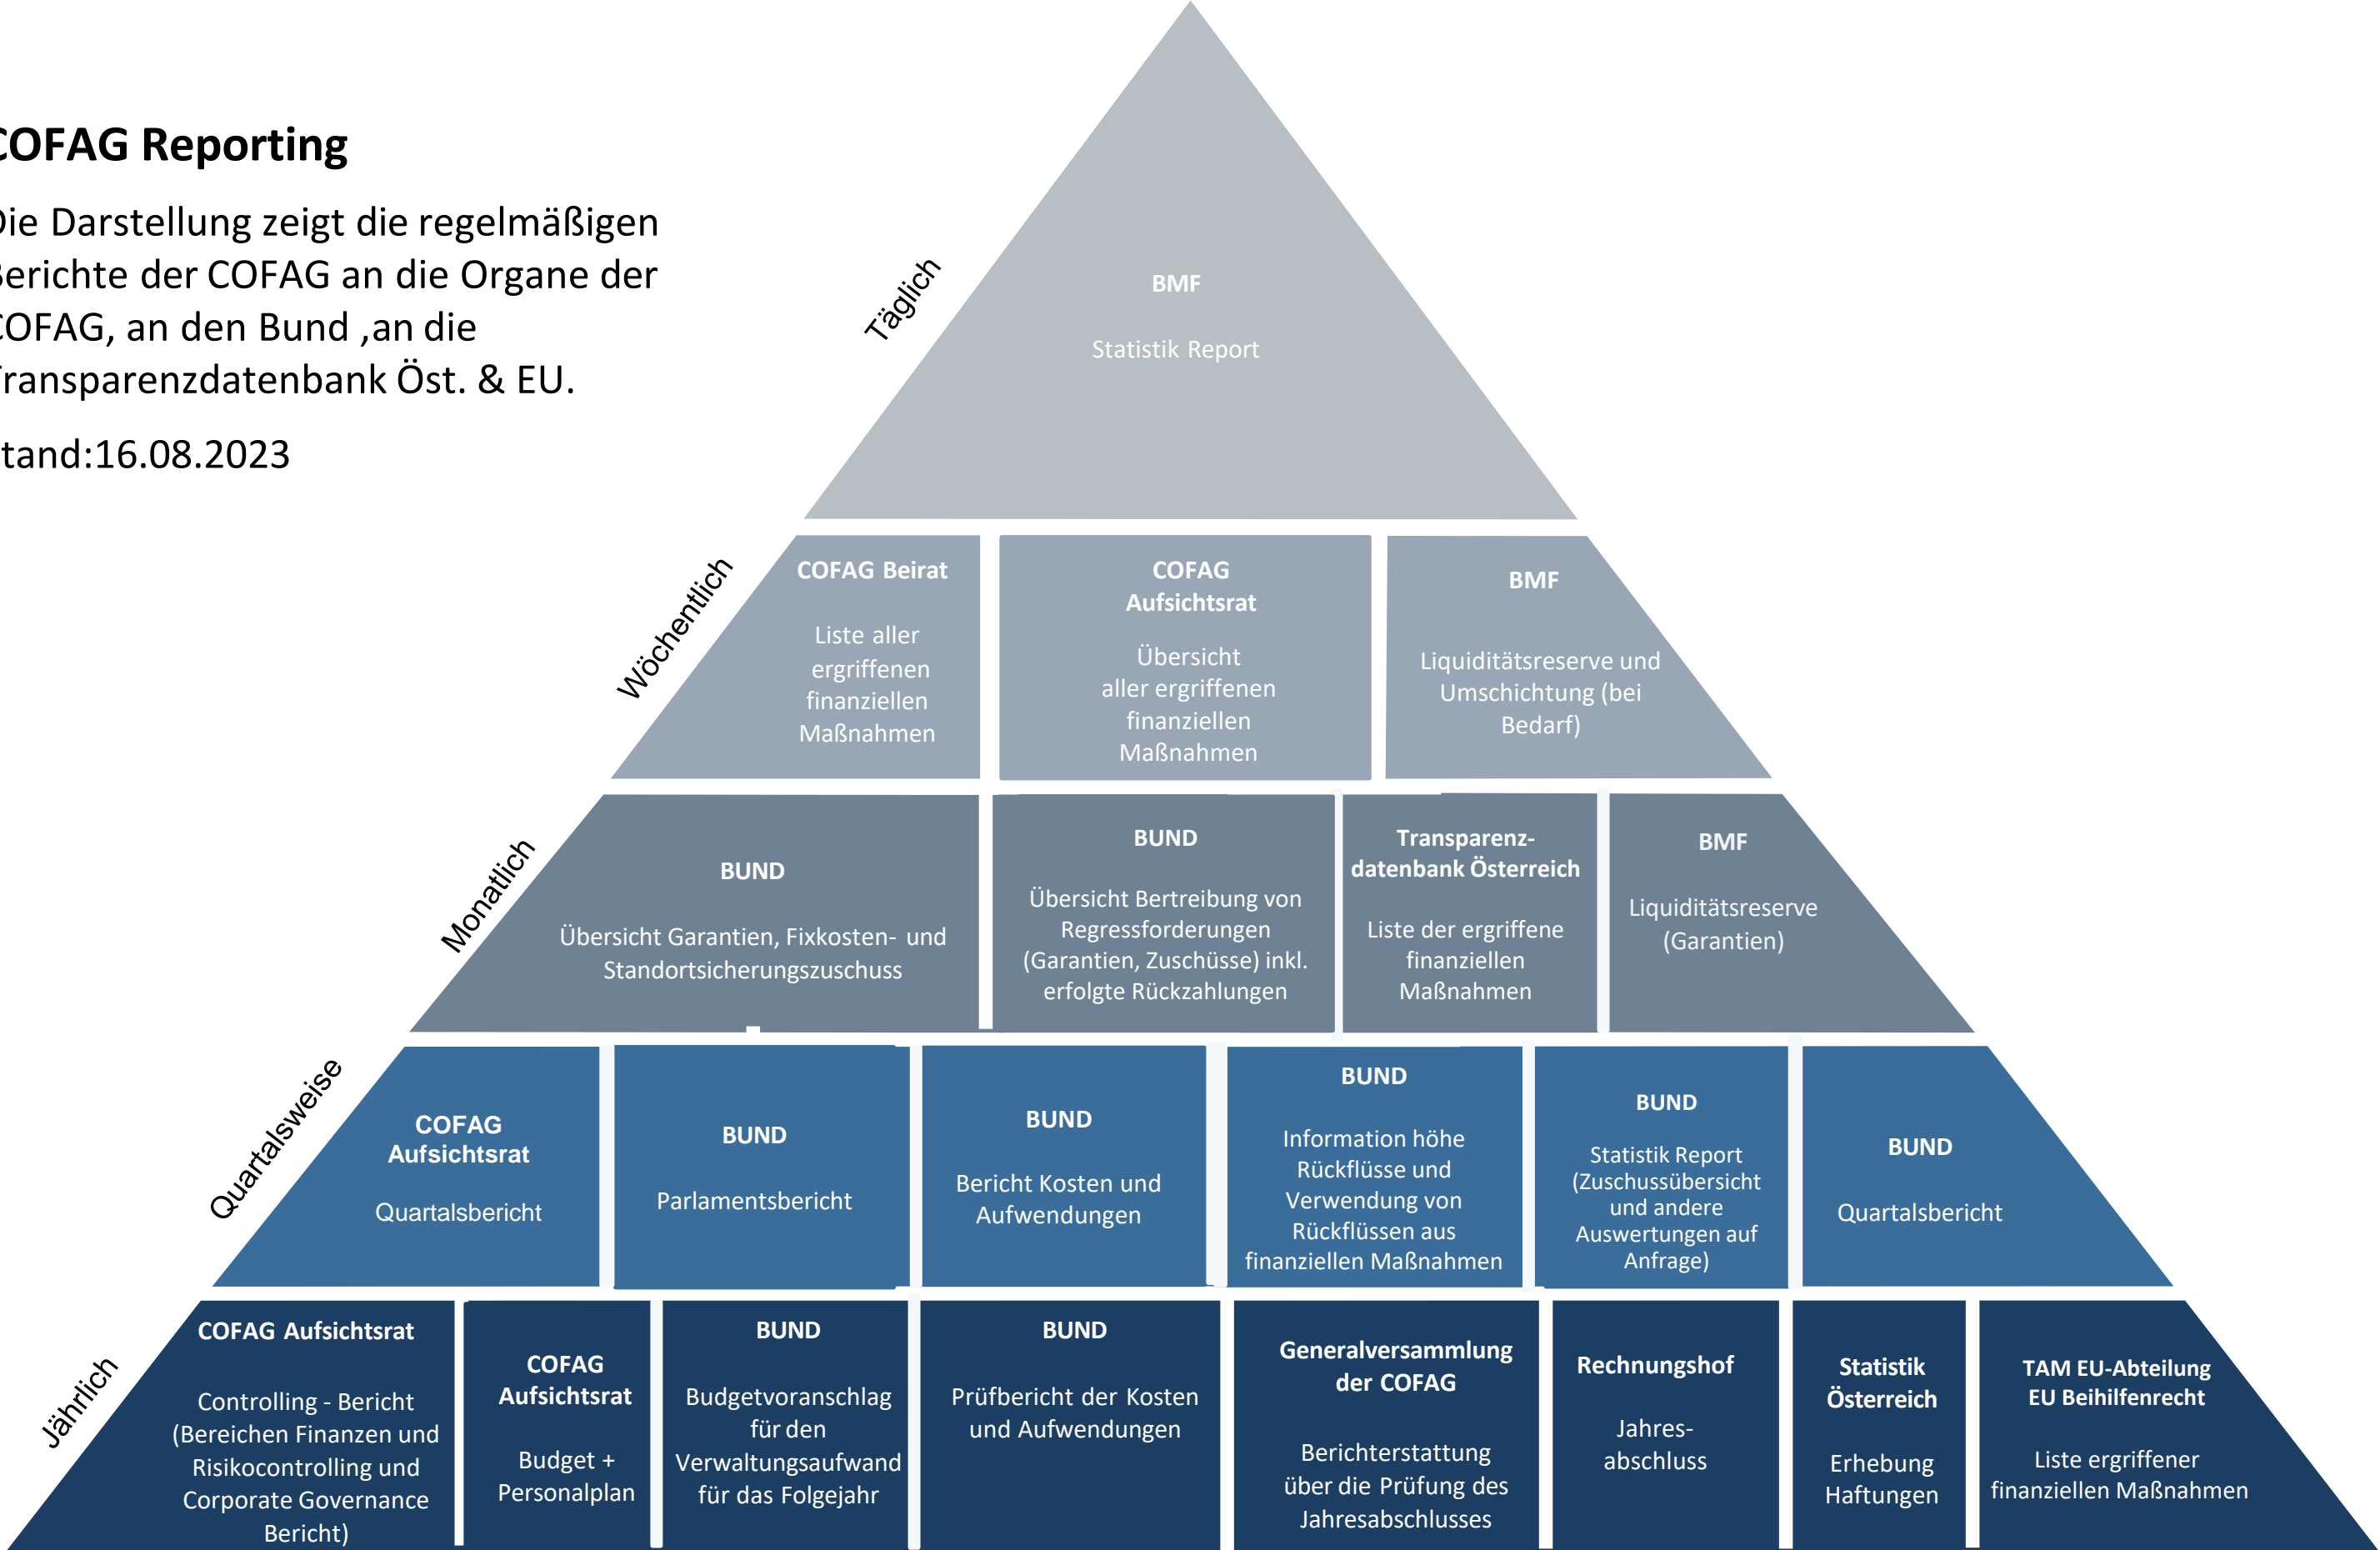 COFAG Reporting
Die Darstellung zeigt die regelmäßigen
Berichte der COFAG an die Organe der
COFAG, an den Bund ,an die
Transparenzdatenbank Öst. & EU.
tand:16.08.2023
Täglich
BMF
Statistik Report
Wöchentlich
COFAG Beirat
Liste aller
ergriffenen
finanziellen
Maßnahmen
COFAG
Aufsichtsrat
Übersicht
aller ergriffenen
finanziellen
Maßnahmen
BMF
Liquiditätsreserve und
Umschichtung (bei
Bedarf)
Monatlich
BUND
Übersicht Garantien, Fixkosten- und
Standortsicherungszuschuss
BUND
Übersicht Bertreibung von
Regressforderungen
(Garantien, Zuschüsse) inkl.
erfolgte Rückzahlungen
Transparenz-
datenbank Österreich
Liste der ergriffene
finanziellen
Maßnahmen
BMF
Liquiditätsreserve
(Garantien)
Quartalsweise
COFAG
Aufsichtsrat
Quartalsbericht
BUND
Parlamentsbericht
BUND
Bericht Kosten und
Aufwendungen
BUND
Information höhe
Rückflüsse und
Verwendung von
Rückflüssen aus
finanziellen Maßnahmen
BUND
Statistik Report
(Zuschussübersicht
und andere
Auswertungen auf
Anfrage)
BUND
Quartalsbericht
Jährlich
COFAG Aufsichtsrat
Controlling - Bericht
(Bereichen Finanzen und
Risikocontrolling und
Corporate Governance
Bericht)
COFAG
Aufsichtsrat
Budget +
Personalplan
BUND
Budgetvoranschlag
für den
Verwaltungsaufwand
für das Folgejahr
BUND
Prüfbericht der Kosten
und Aufwendungen
Generalversammlung
der COFAG
Berichterstattung
über die Prüfung des
Jahresabschlusses
Rechnungshof
Jahres-
abschluss
Statistik
Österreich
Erhebung
Haftungen
TAM EU-Abteilung
EU Beihilfenrecht
Liste ergriffener
finanziellen Maßnahmen